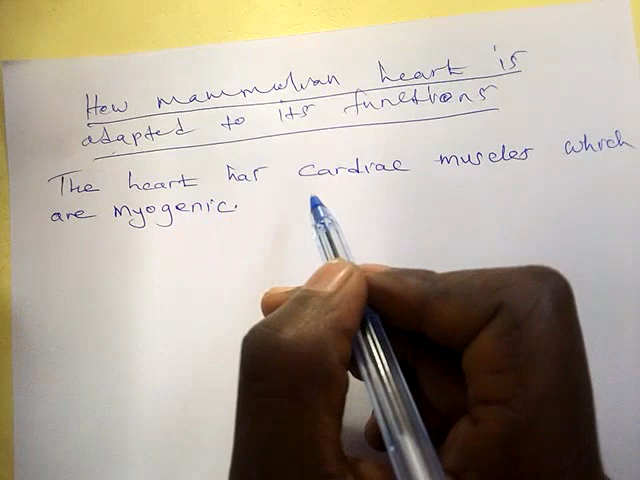 How mammalian heart is
adapted to its functions
The heart has cardiac muscles which
are myogenic.